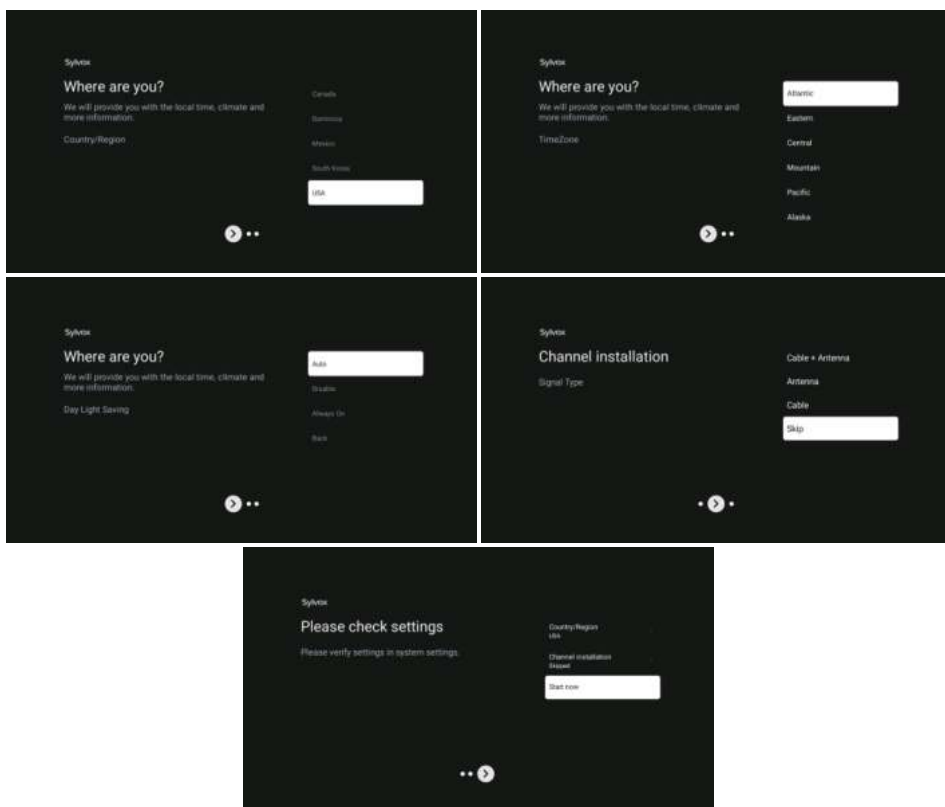 Sylvox
Where are you?
We will provide you with the local time, climate and
more information.
Country/Region
Canada
Dominica
Mexico
South Korea
USA
Sylvox
Where are you?
We will provide you with the local time, climate and
more information.
TimeZone
Atlantic
Eastern
Central
Mountain
Pacific
Alaska
Sylvox
Where are you?
We will provide you with the local time, climate and
more information.
Day Light Saving
Auto
Disable
Always On
Back
Sylvox
Channel installation
Signal Type
Cable + Antenna
Antenna
Cable
Skip
Sylvox
Please check settings
Please verify settings in system settings.
Country/Region
USA
Channel installation
Skipped
Start now